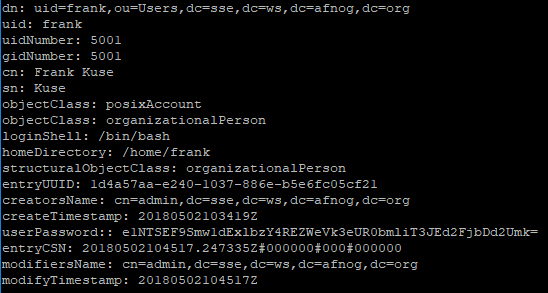 dn: uid=frank,ou=Users,dc=sse,dc=ws,dc=afnog,dc=org
uid: frank
uidNumber: 5001
gidNumber: 5001
cn: Frank Kuse
sn: Kuse
objectClass: posixAccount
objectClass: organizationalPerson
loginShell: /bin/bash
homeDirectory: /home/frank
structuralObjectClass: organizationalPerson
entryUUID: 1d4a57aa-e240-1037-886e-b5e6fc05cf21
creatorsName: cn=admin,dc=sse,dc=ws,dc=afnog,dc=org
createTimestamp: 20180502103419Z
userPassword:: e1NTSEF9SmwldExlbzY4REZWeVk3eUR0bmliT3JEd2FjbDd2Umk=
entryCSN: 20180502104517.247335Z#000000#000#000000
modifiersName: cn=admin,dc=sse,dc=ws,dc=afnog,dc=org
modifyTimestamp: 20180502104517Z